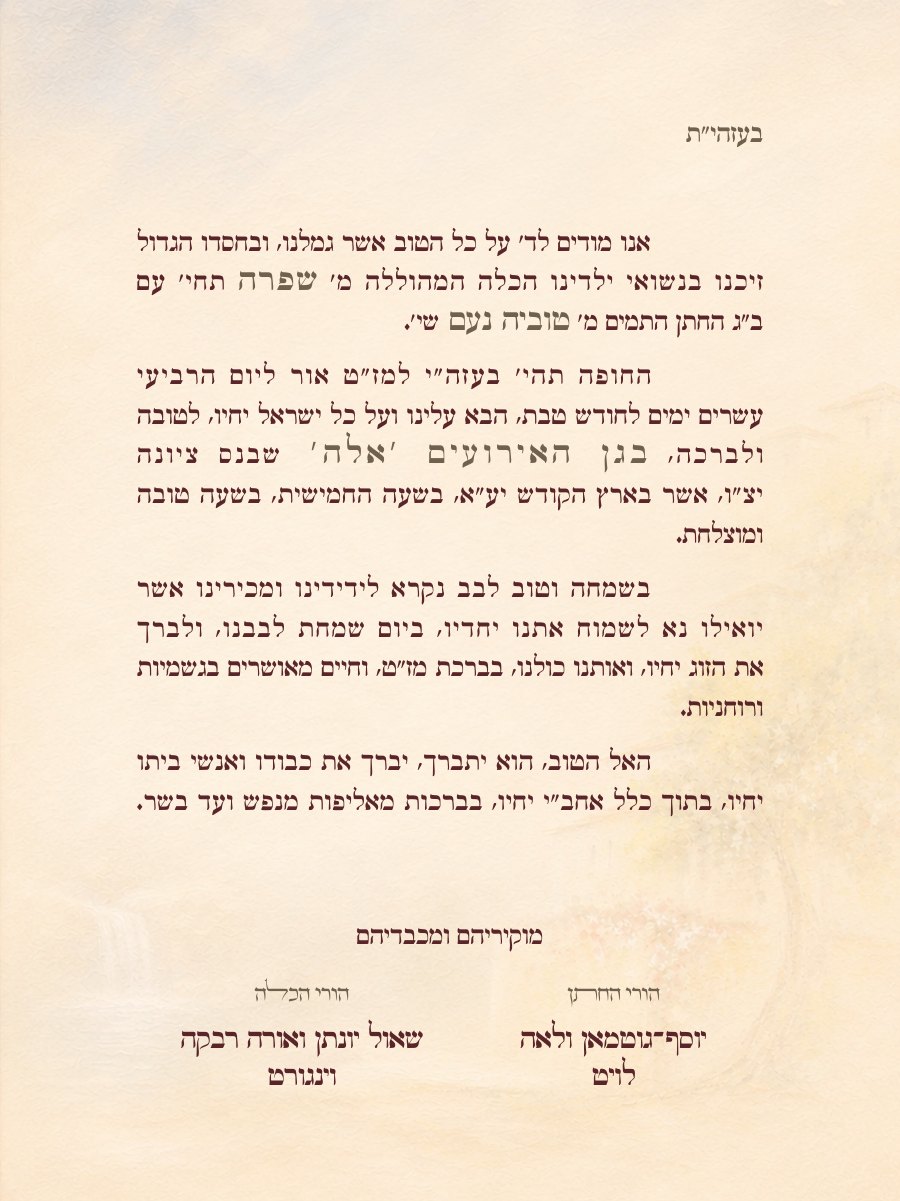 בעזהי״ת
אנו מודים לד׳ על כל הטוב אשר גמלנו, ובחסדו הגדול
זיכנו בנשואי ילדינו הכלה המהוללה מ׳ שפרה תחי׳ עם
ב״ג החתן התמים מ׳ טוביה נעם שי׳.
החופה תהי׳ בעזה״י למז״ט אור ליום הרביעי
עשרים ימים לחודש טבת, הבא עלינו ועל כל ישראל יחיו, לטובה
ולברכה, בגן האירועים ׳אלה׳ שבנס ציונה
יצ״ו, אשר בארץ הקודש יע״א, בשעה החמישית, בשעה טובה
ומוצלחת.
בשמחה וטוב לבב נקרא לידידינו ומכירינו אשר
יואילו נא לשמוח אתנו יחדיו, ביום שמחת לבבנו, ולברך
את הזוג יחיו, ואותנו כולנו, בברכת מז״ט, וחיים מאושרים בגשמיות
ורוחניות.
האל הטוב, הוא יתברך, יברך את כבודו ואנשי ביתו
יחיו, בתוך כלל אחב״י יחיו, בברכות מאליפות מנפש ועד בשר.
מוקיריהם ומכבדיהם
הורי החתן
יוסף־גוטמאן ולאה
לויט
הורי הכלה
שאול יונתן ואורה רבקה
וינגורט